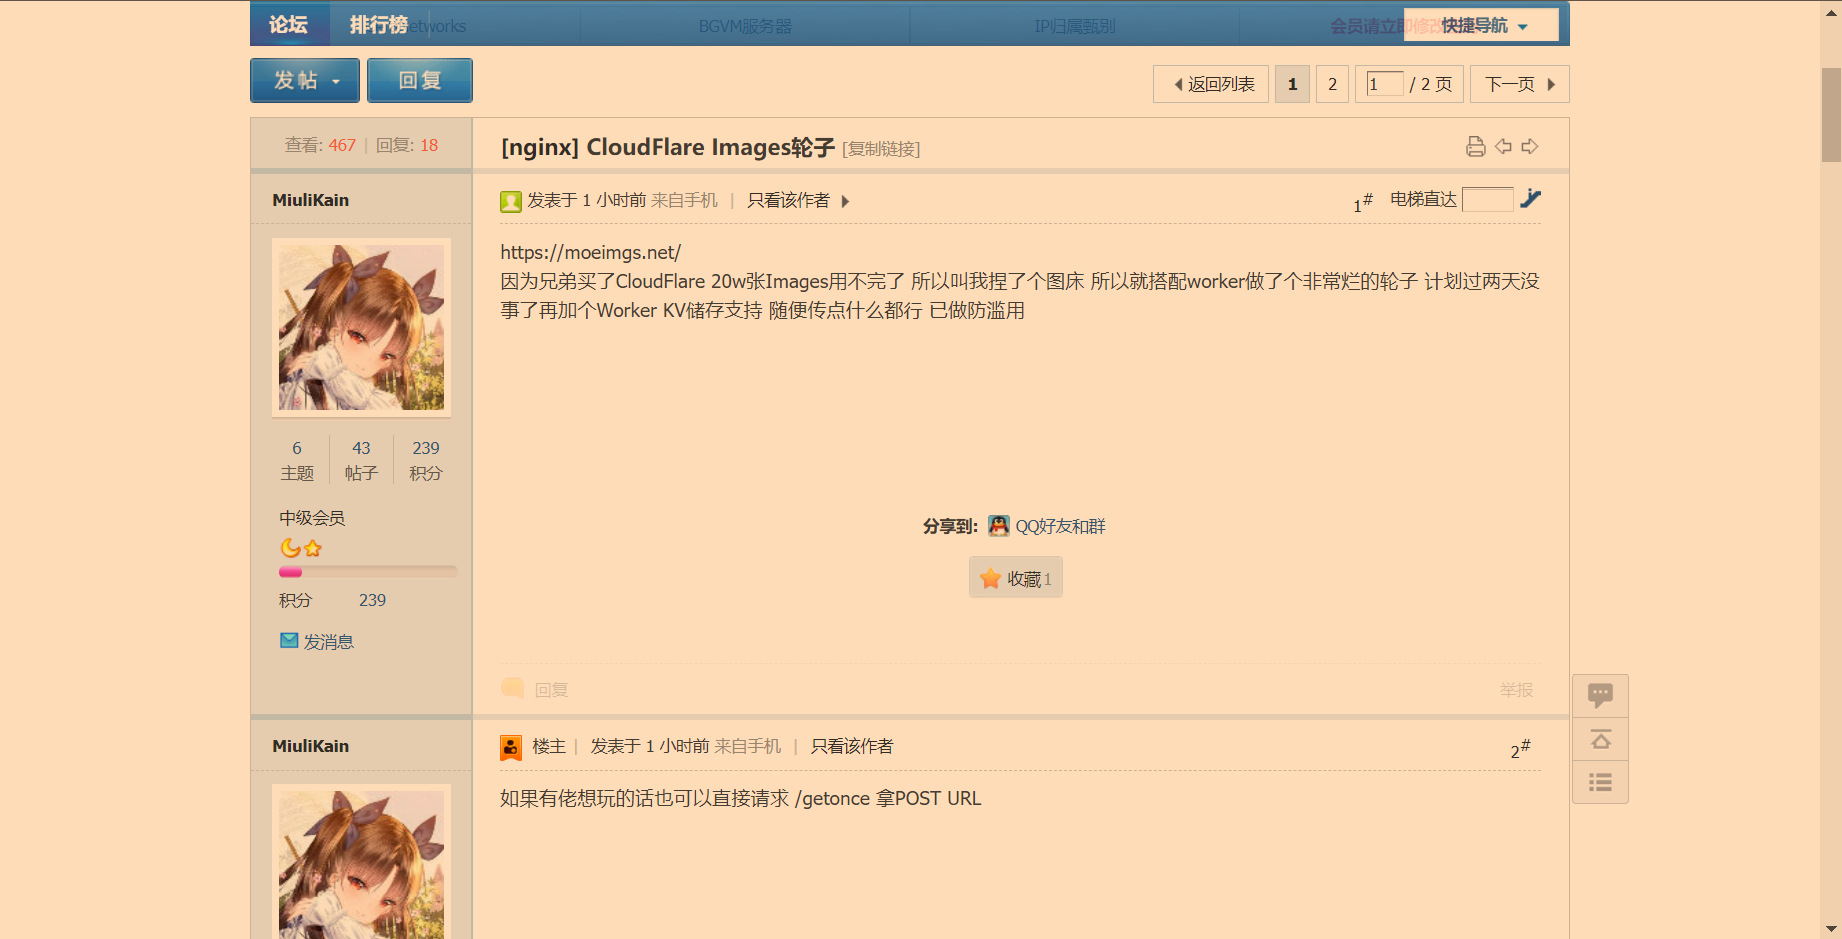 论坛 排行榜 etworks BGVM服务器 IP归属甄别 会员请立即修改 快捷导航
发帖 回复 返回列表 1 2 1 / 2 页 下一页
查看: 467 | 回复: 18 [nginx] CloudFlare Images轮子 [复制链接]
MiuliKain
发表于 1 小时前 来自手机 | 只看该作者 1# 电梯直达
https://moeimgs.net/
因为兄弟买了CloudFlare 20w张Images用不完了 所以叫我捏了个图床 所以就搭配worker做了个非常烂的轮子 计划过两天没
事了再加个Worker KV储存支持 随便传点什么都行 已做防滥用
6 43 239
主题 帖子 积分
中级会员
积分 239
发消息
分享到: QQ好友和群
收藏 1
回复 举报
MiuliKain
楼主 | 发表于 1 小时前 来自手机 | 只看该作者 2#
如果有佬想玩的话也可以直接请求 /getonce 拿POST URL